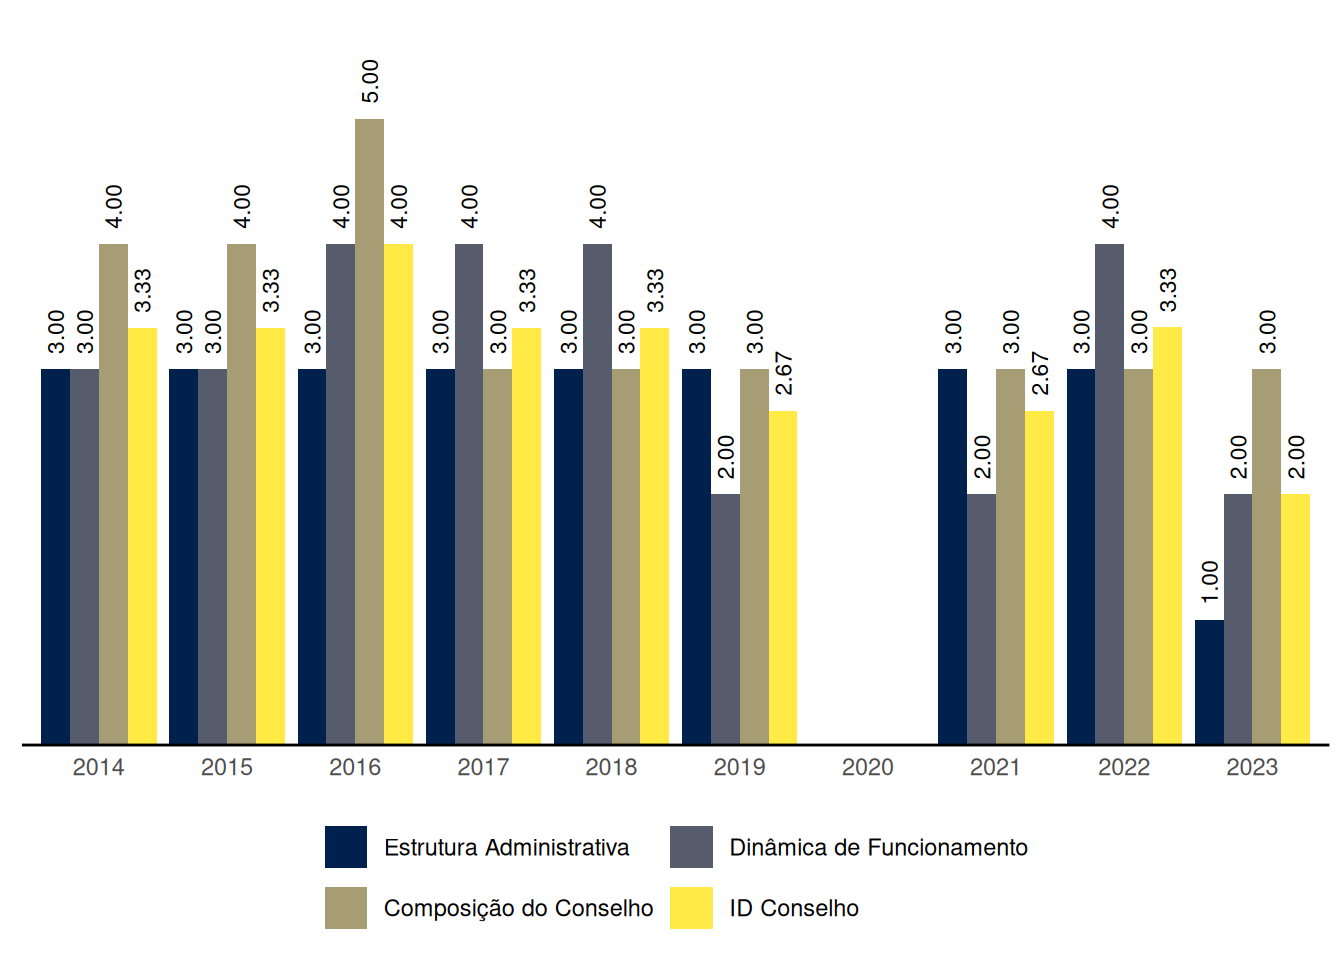 5.00
4.00 4.00 4.00 4.00 4.00 4.00 4.00
3.33 3.33 3.33 3.33 3.33
3.00 3.00 3.00 3.00 3.00 3.00 3.00 3.00 3.00 3.00 3.00 3.00 3.00 3.00 3.00 3.00 3.00
2.67 2.67
2.00 2.00 2.00 2.00
1.00
2014 2015 2016 2017 2018 2019 2020 2021 2022 2023
Estrutura Administrativa Dinâmica de Funcionamento
Composição do Conselho ID Conselho